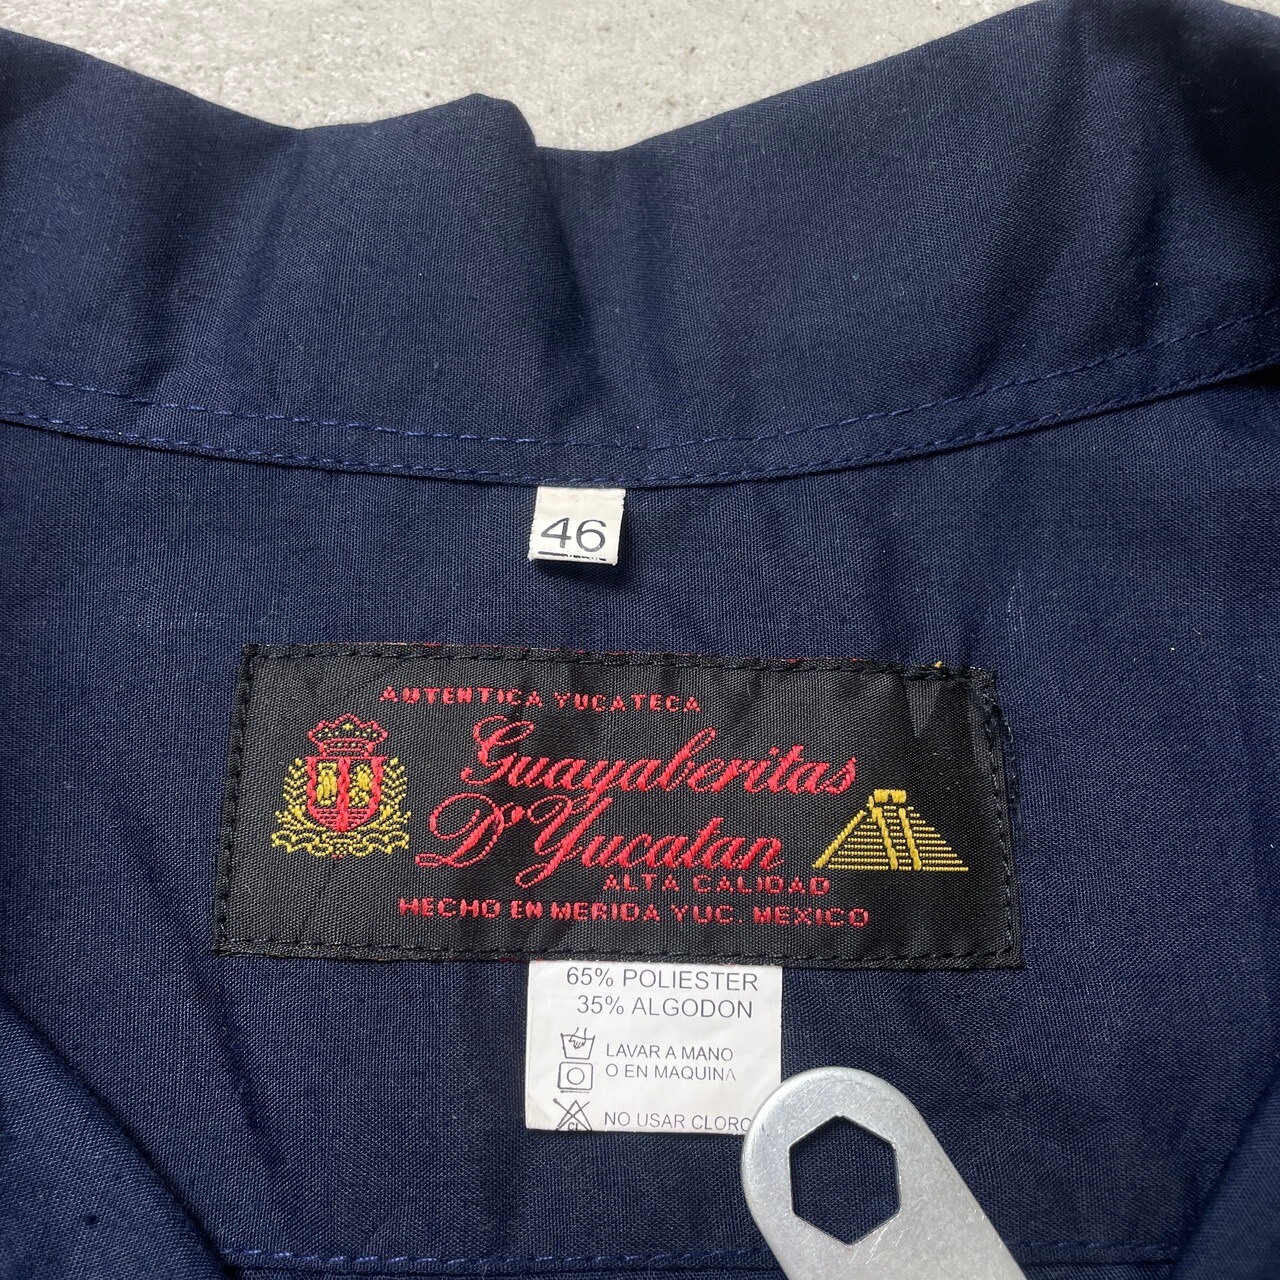 46
AUTENTICA YUCATECA
Guayaberitas
D'Yucatan
ALTA CALIDAD
HECHO EN MERIDA YUC. MEXICO
65% POLIESTER
35% ALGODON
LAVAR A MANO
O EN MAQUINA
NO USAR CLORO